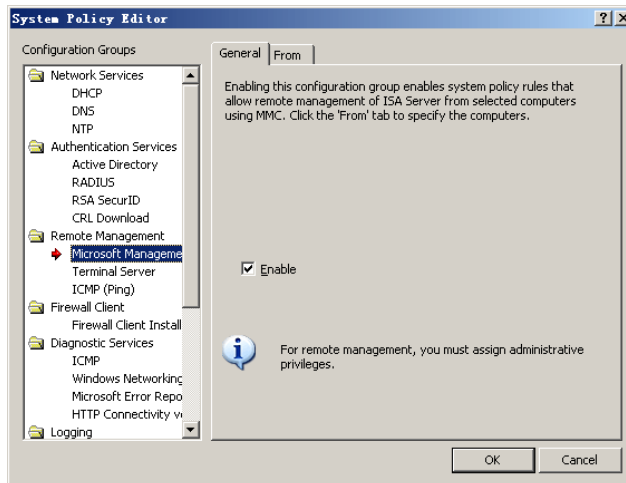 System Policy Editor
Configuration Groups
Network Services
DHCP
DNS
NTP
Authentication Services
Active Directory
RADIUS
RSA SecurID
CRL Download
Remote Management
Microsoft Manageme
Terminal Server
ICMP (Ping)
Firewall Client
Firewall Client Install
Diagnostic Services
ICMP
Windows Networking
Microsoft Error Repo
HTTP Connectivity v
Logging
General
From
Enabling this configuration group enables system policy rules that
allow remote management of ISA Server from selected computers
using MMC. Click the 'From' tab to specify the computers.
Enable
For remote management, you must assign administrative
privileges.
OK
Cancel